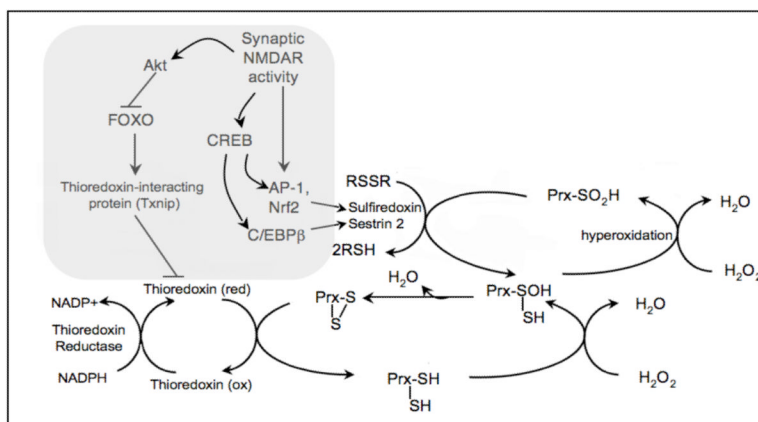 Synaptic
NMDAR
activity
Akt
FOXO
CREB
Thioredoxin-interacting
protein (Txnip)
AP-1,
Nrf2
C/EBPβ
RSSR
Sulfiredoxin
Sestrin 2
2RSH
Prx-SO₂H
H₂O
hyperoxidation
H₂O₂
Thioredoxin (red)
NADP+
Thioredoxin
Reductase
NADPH
Thioredoxin (ox)
Prx-S
S
H₂O
Prx-SOH
SH
H₂O
Prx-SH
SH
H₂O₂